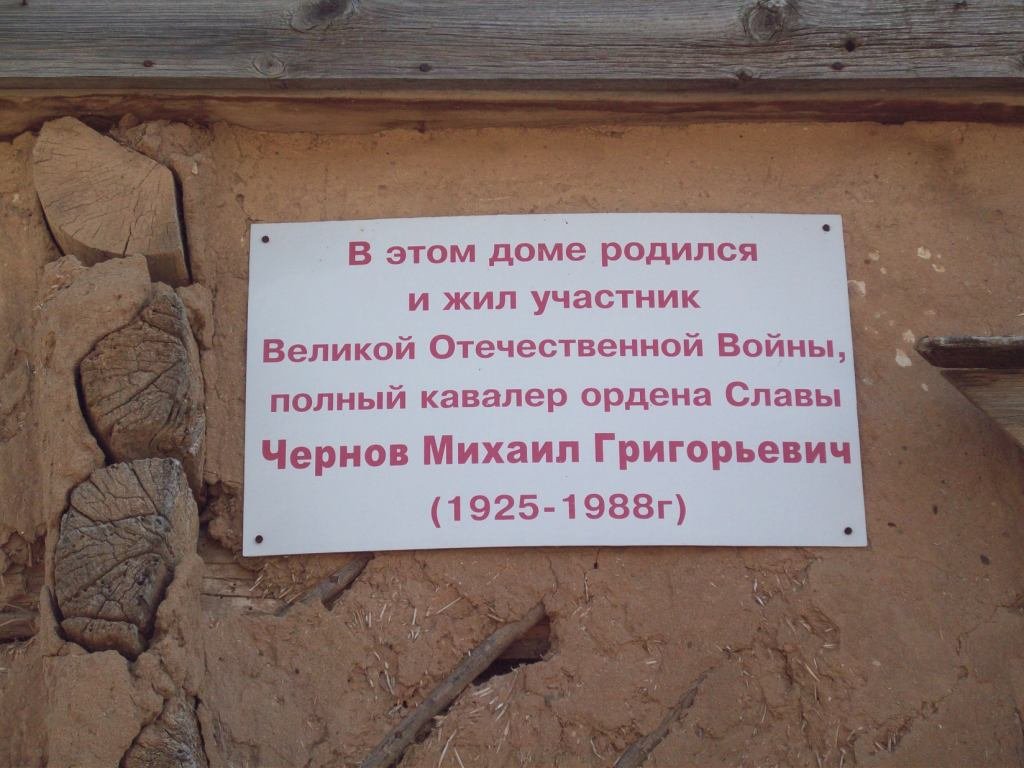 В этом доме родился
и жил участник
Великой Отечественной Войны,
полный кавалер ордена Славы
Чернов Михаил Григорьевич
(1925-1988г)